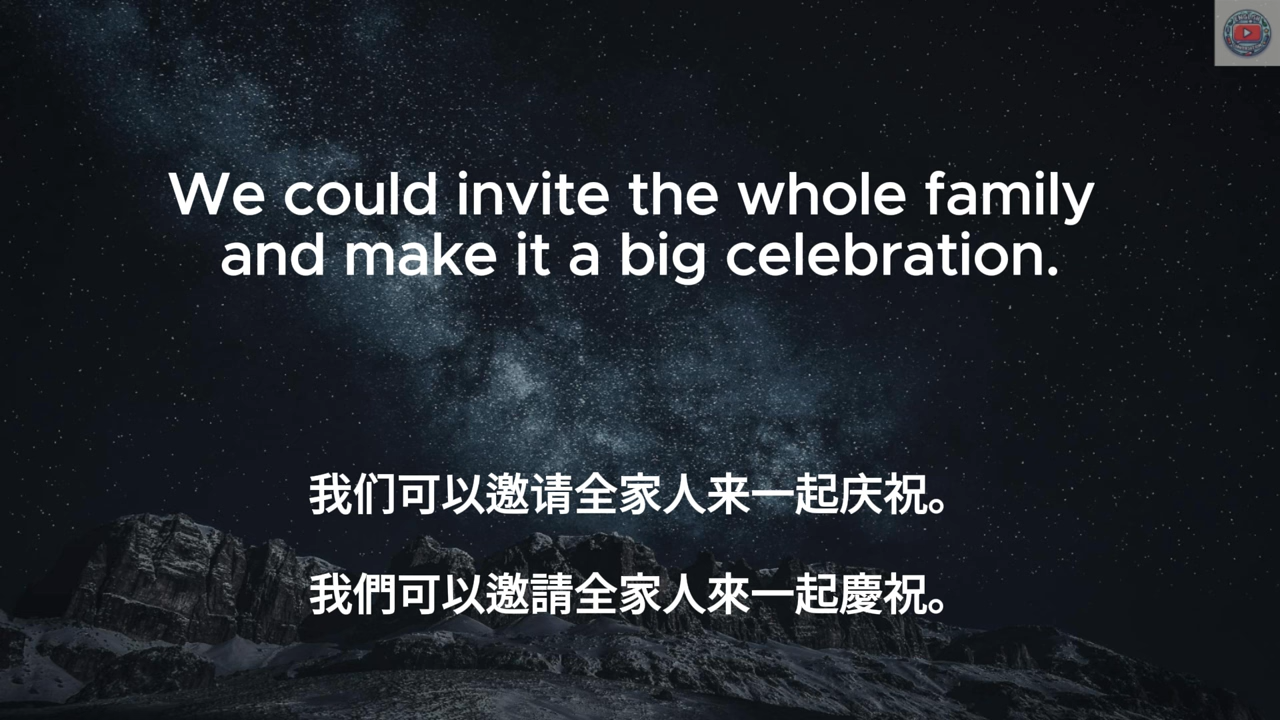 We could invite the whole family
and make it a big celebration.
我们可以邀请全家人来一起庆祝。
我們可以邀請全家人來一起慶祝。